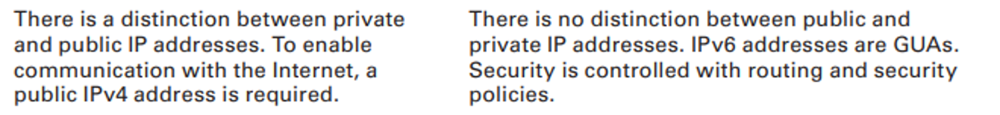 There is a distinction between private
and public IP addresses. To enable
communication with the Internet, a
public IPv4 address is required.
There is no distinction between public and
private IP addresses. IPv6 addresses are GUAs.
Security is controlled with routing and security
policies.